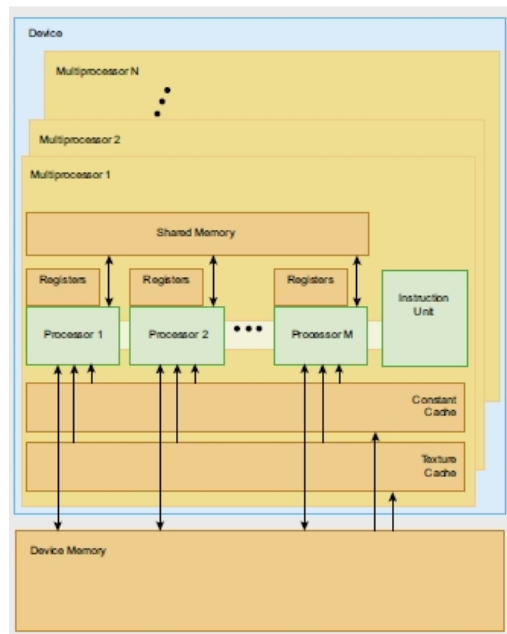 Device
Multiprocessor N
Multiprocessor 2
Multiprocessor 1
Shared Memory
Registers
Registers
Registers
Instruction
Unit
Processor 1
Processor 2
Processor M
Constant
Cache
Texture
Cache
Device Memory